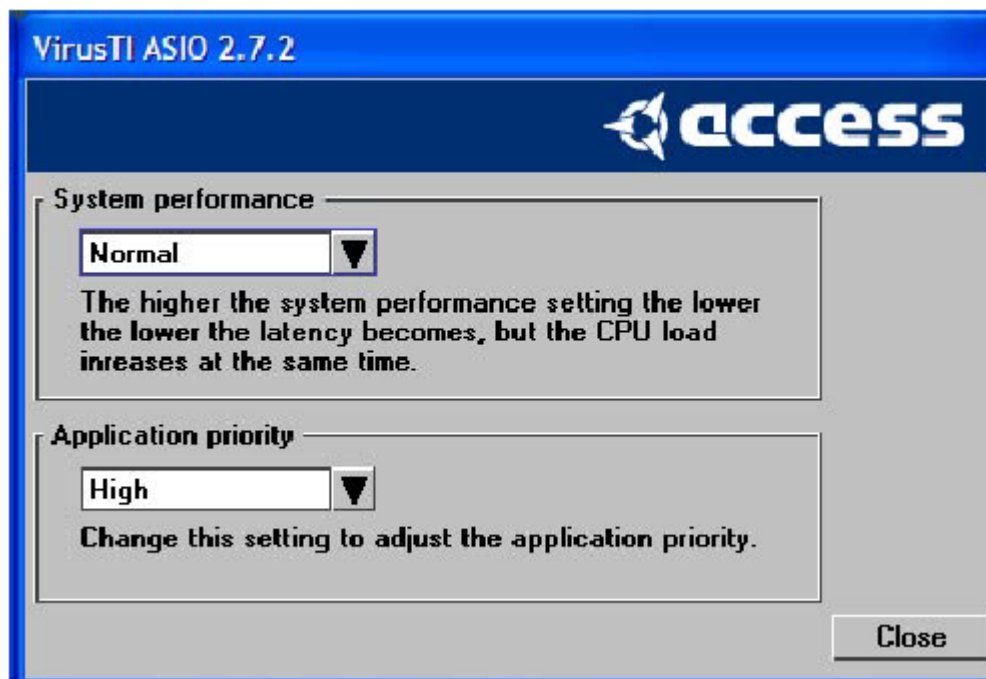 VirusTI ASIO 2.7.2
access
System performance
Normal
The higher the system performance setting the lower
the lower the latency becomes, but the CPU load
inreases at the same time.
Application priority
High
Change this setting to adjust the application priority.
Close